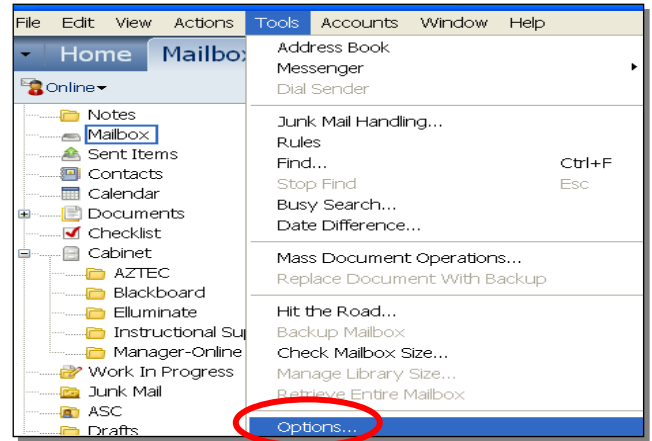 File Edit View Actions Tools Accounts Window Help
Home Mailbox
Online
Notes
Mailbox
Sent Items
Contacts
Calendar
Documents
Checklist
Cabinet
AZTEC
Blackboard
Elluminate
Instructional Su
Manager-Online
Work In Progress
Junk Mail
ASC
Drafts
Address Book
Messenger
Dial Sender
Junk Mail Handling...
Rules
Find... Ctrl+F
Stop Find Esc
Busy Search...
Date Difference...
Mass Document Operations...
Replace Document With Backup
Hit the Road...
Backup Mailbox
Check Mailbox Size...
Manage Library Size...
Retrieve Entire Mailbox
Options...